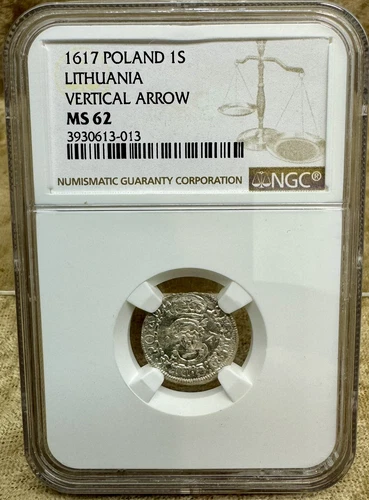 1617 POLAND 1S
LITHUANIA
VERTICAL ARROW
MS 62
3930613-013
NUMISMATIC GUARANTY CORPORATION NGC®